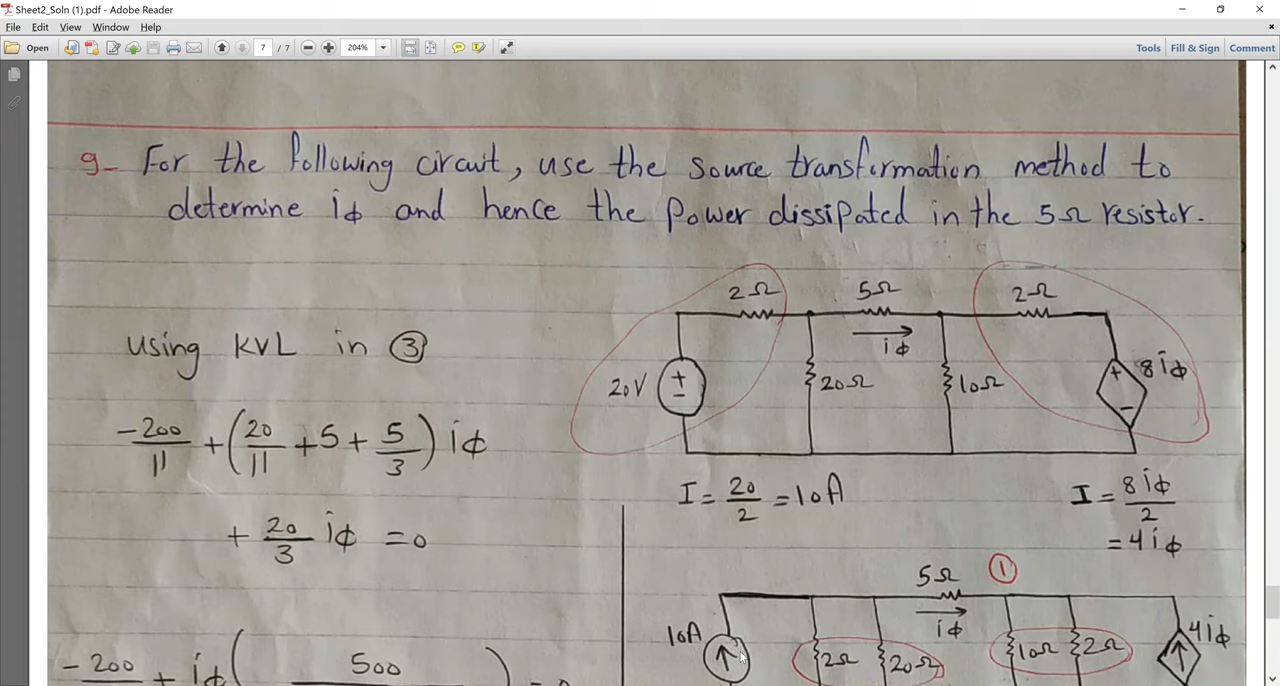 Sheet2_Soln (1).pdf - Adobe Reader
File Edit View Window Help
Open 7 / 7 204% Tools Fill & Sign Comment
9- For the following circuit, use the source transformation method to
determine iφ and hence the power dissipated in the 5Ω resistor.
2Ω 5Ω 2Ω
iφ
20V + - 20Ω 10Ω + - 8iφ
using KVL in ③
-200/11 + (20/11 + 5 + 5/3) iφ
+ 20/3 iφ = 0
I = 20/2 = 10A
I = 8iφ/2
= 4iφ
5Ω ①
iφ
10A 2Ω 20Ω 10Ω 2Ω 4iφ
-200 + iφ ( 500